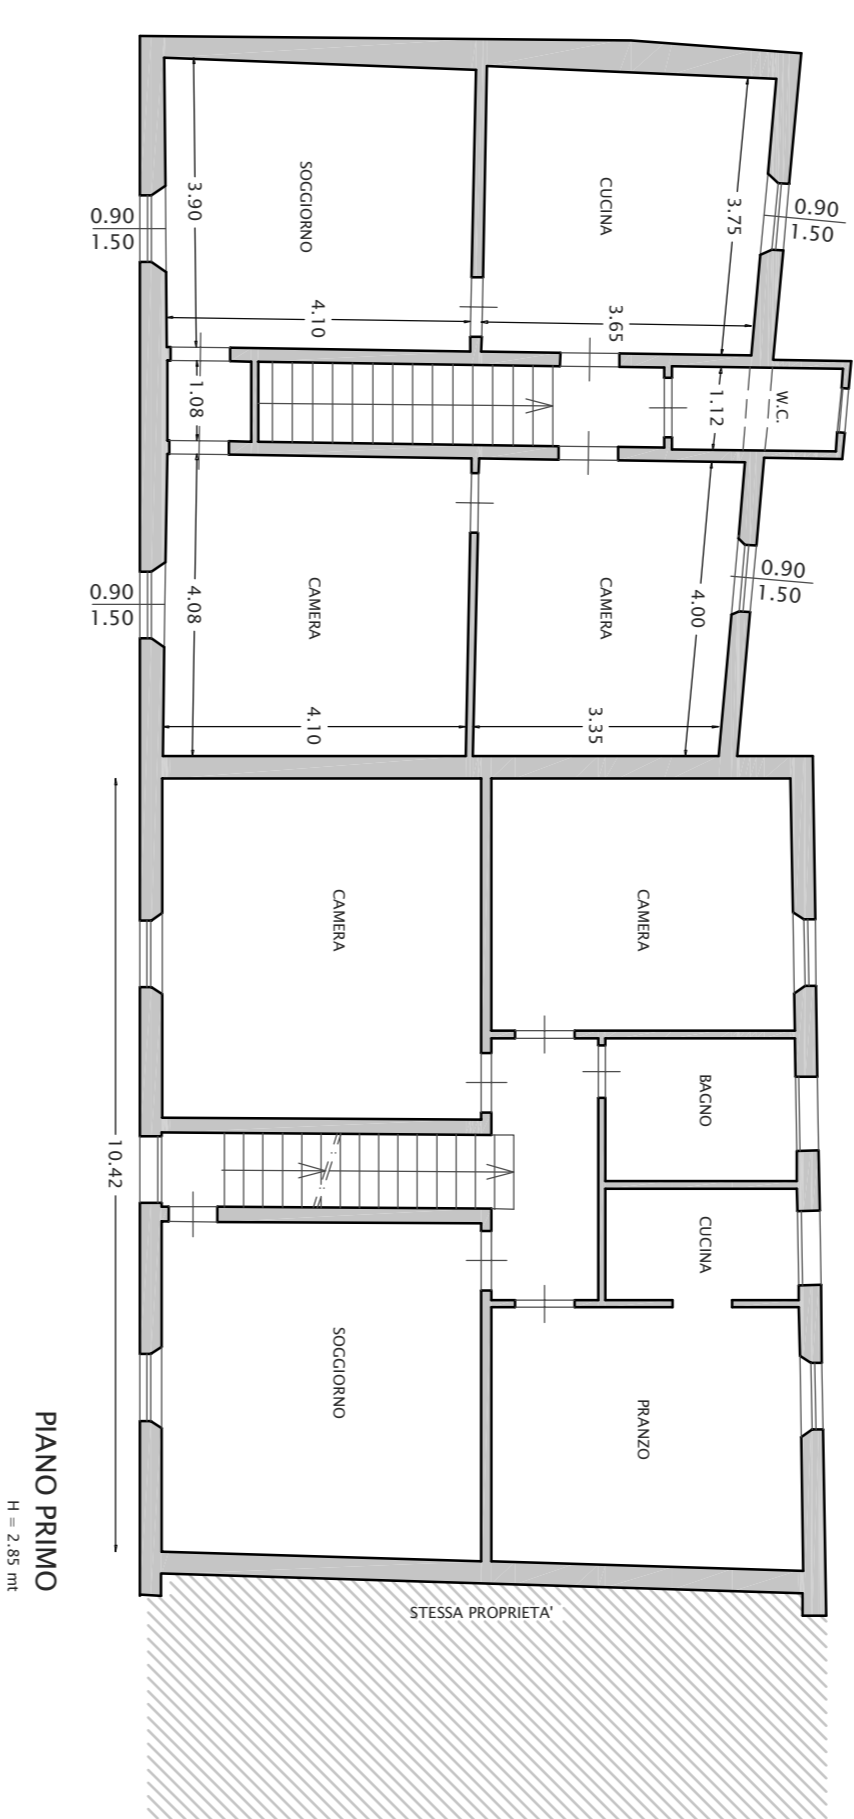 SOGGIORNO
CUCINA
3.90
3.75
0.90
1.50
0.90
1.50
4.10
3.65
1.08
1.12
W.C.
0.90
1.50
0.90
1.50
4.08
4.00
CAMERA
CAMERA
4.10
3.35
CAMERA
CAMERA
BAGNO
10.42
CUCINA
SOGGIORNO
PRANZO
PIANO PRIMO
H = 2.85 mt
STESSA PROPRIETA'